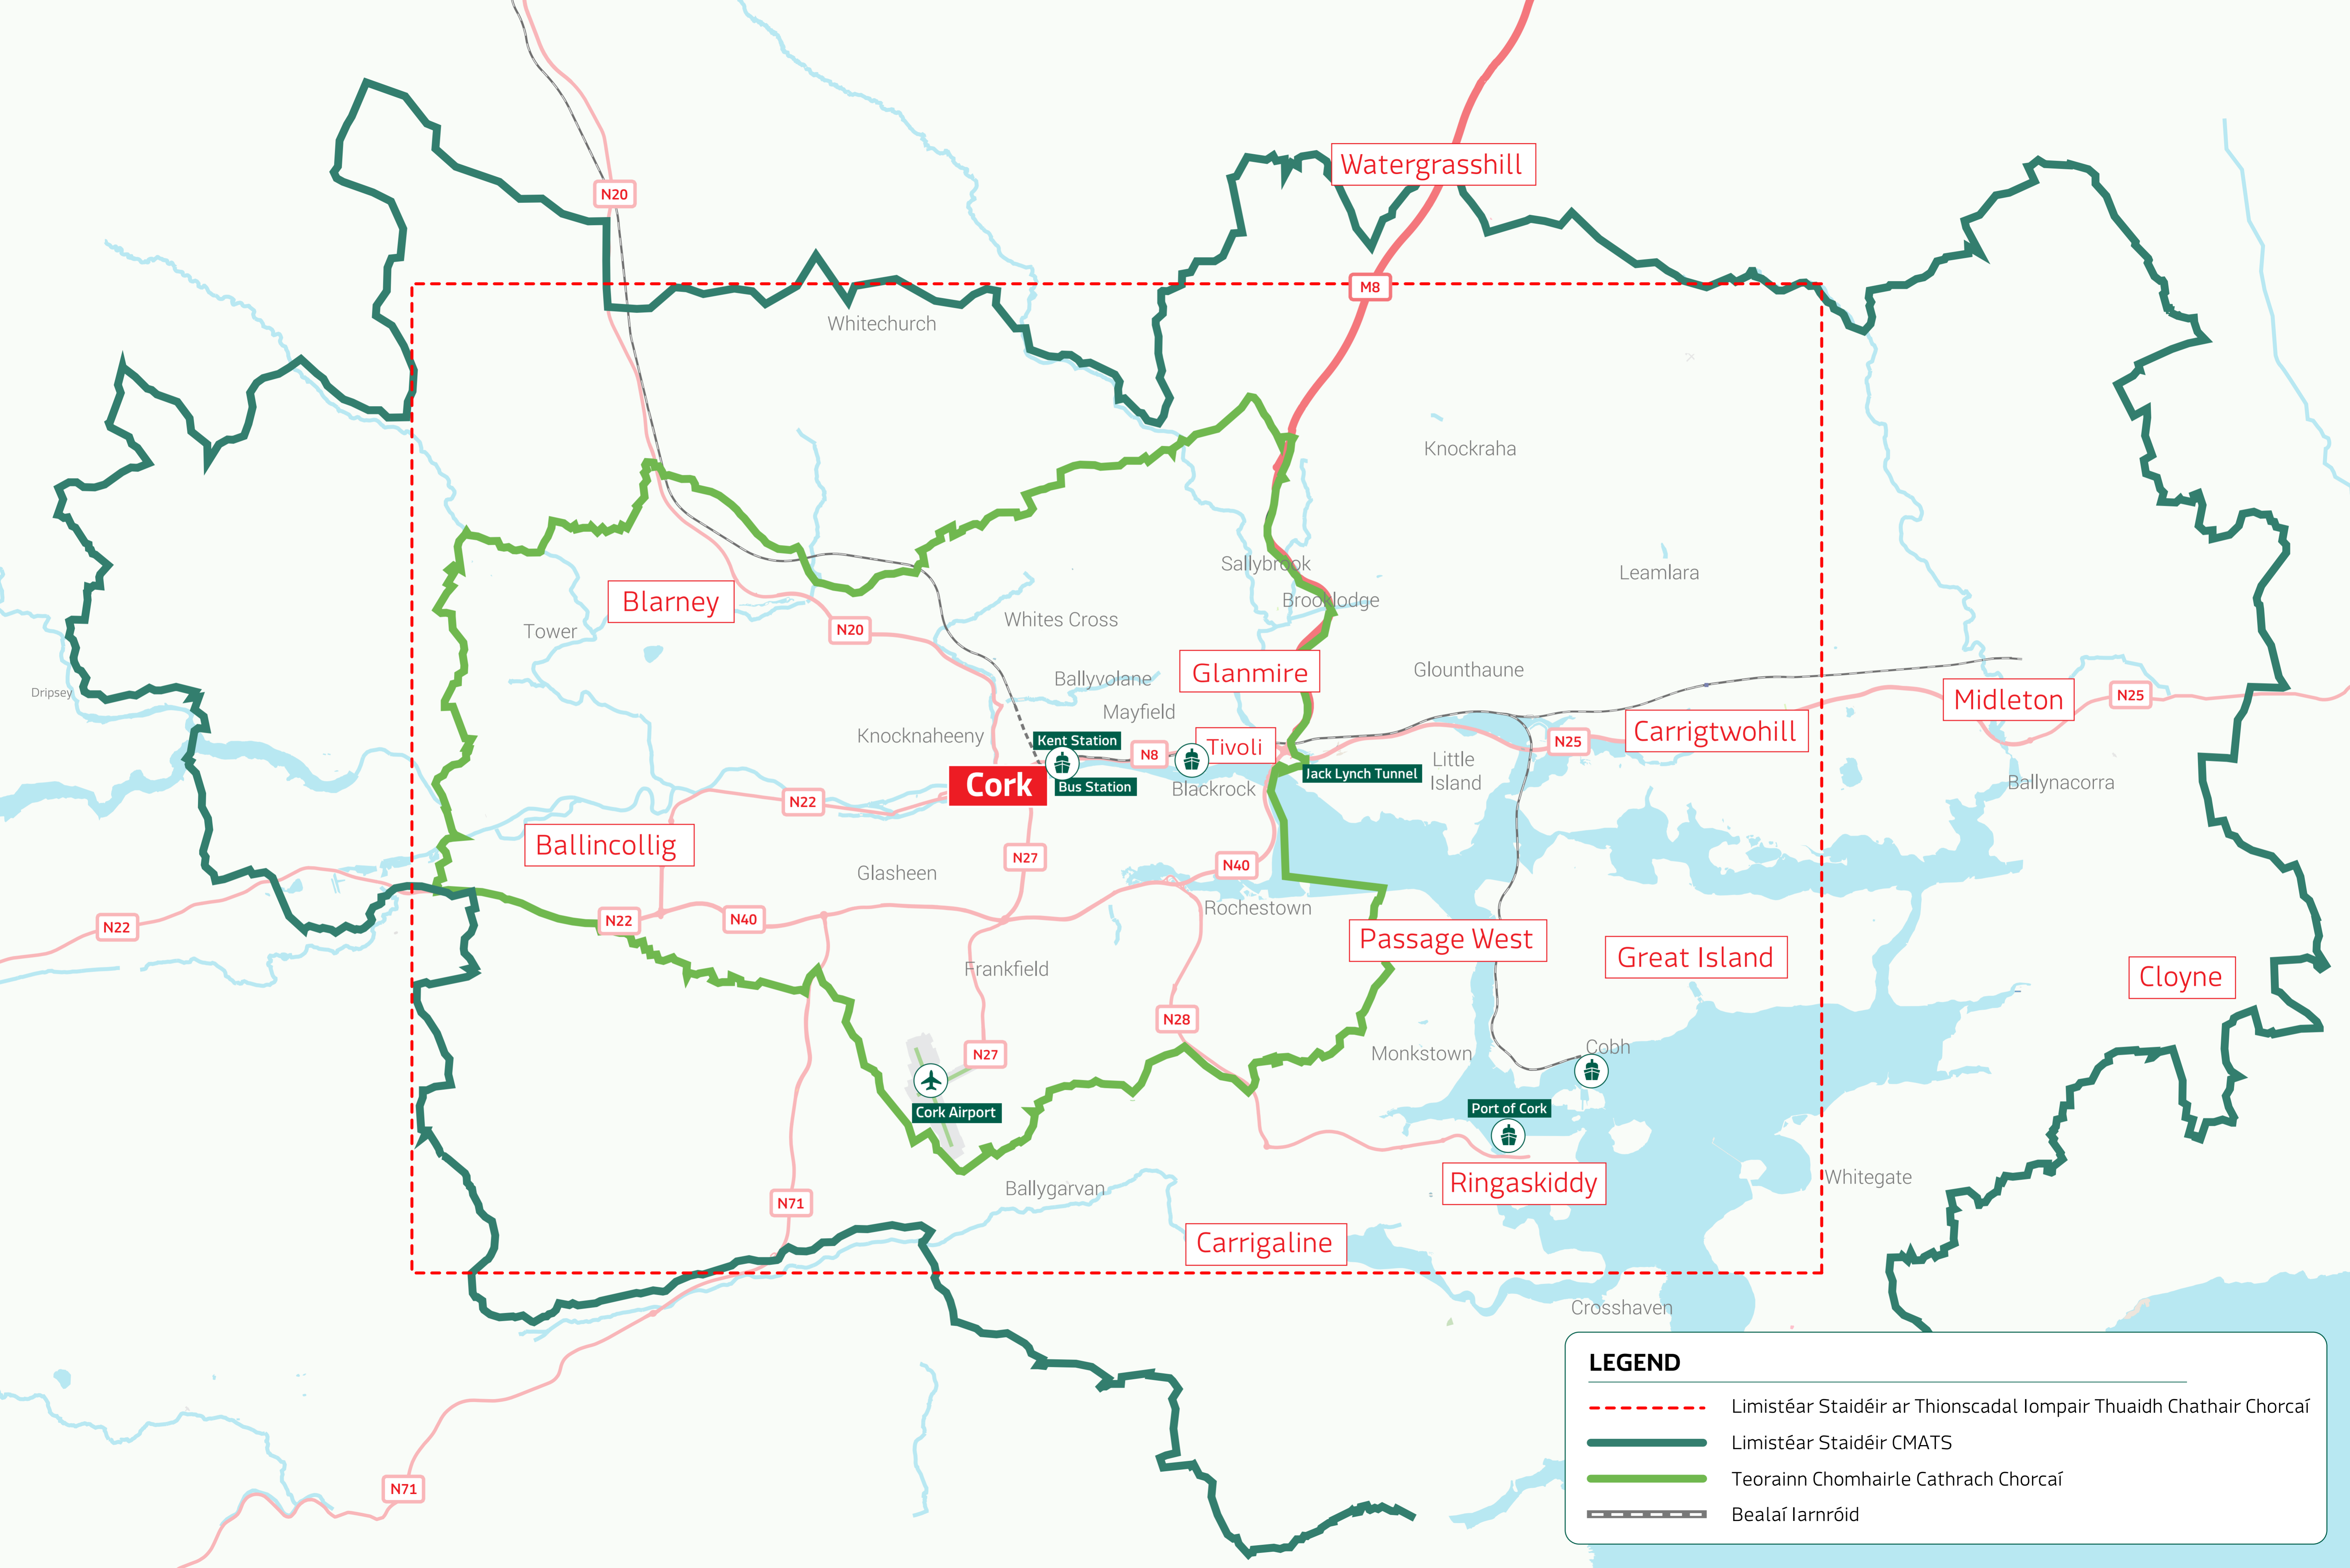 Watergrasshill
N20
M8
Whitechurch
Knockraha
Sallybrook
Leamlara
Blarney
Brooklodge
Whites Cross
Tower
N20
Glanmire
Glounthaune
Ballyvolane
Dripsey
Midleton
N25
Mayfield
Knocknaheeny
Kent Station
N8
Tivoli
N25
Carrigtwohill
Little
Island
Jack Lynch Tunnel
Cork
Bus Station
Blackrock
Ballynacorra
N22
Ballincollig
N27
N40
Glasheen
Rochestown
N22
N22
N40
Passage West
Great Island
Frankfield
Cloyne
N28
N27
Monkstown
Cobh
Cork Airport
Port of Cork
Whitegate
Ringaskiddy
Ballygarvan
N71
Carrigaline
Crosshaven
N71
LEGEND
Limistéar Staidéir ar Thionscadal Iompair Thuaidh Chathair Chorcaí
Limistéar Staidéir CMATS
Teorainn Chomhairle Cathrach Chorcaí
Bealaí Iarnróid